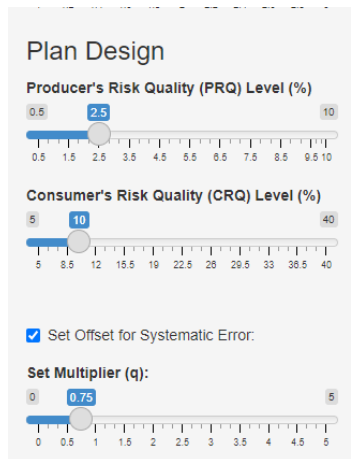 Plan Design
Producer's Risk Quality (PRQ) Level (%)
0.5 2.5 10
0.5 1.5 2.5 3.5 4.5 5.5 6.5 7.5 8.5 9.5 10
Consumer's Risk Quality (CRQ) Level (%)
5 10 40
5 8.5 12 15.5 19 22.5 26 29.5 33 36.5 40
Set Offset for Systematic Error:
Set Multiplier (q):
0 0.75 5
0 0.5 1 1.5 2 2.5 3 3.5 4 4.5 5